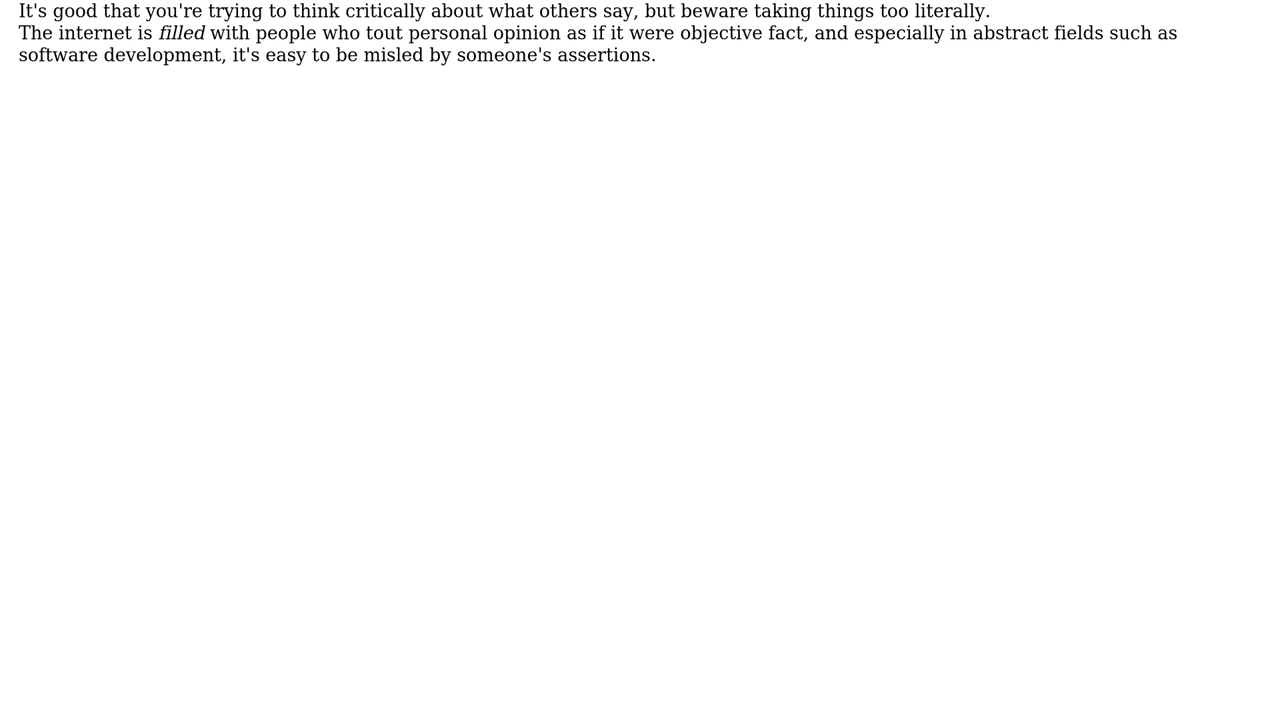 It's good that you're trying to think critically about what others say, but beware taking things too literally.
The internet is filled with people who tout personal opinion as if it were objective fact, and especially in abstract fields such as
software development, it's easy to be misled by someone's assertions.